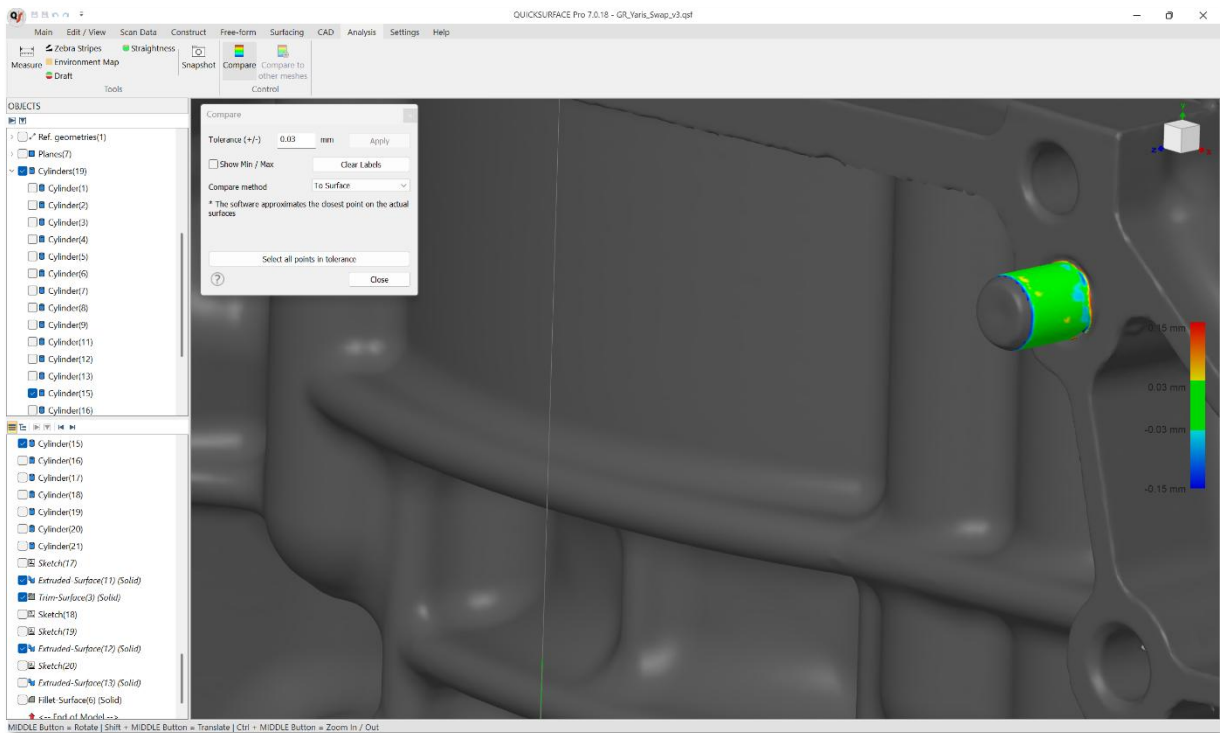 QUICKSURFACE Pro 7.0.18 - GR_Yaris_Swap_v3.qsf
Main Edit / View Scan Data Construct Free-form Surfacing CAD Analysis Settings Help
Measure
Zebra Stripes
Environment Map
Draft
Straightness
Snapshot
Compare
Compare to
other meshes
Tools
Control
OBJECTS
Ref. geometries(1)
Planes(7)
Cylinders(19)
Cylinder(1)
Cylinder(2)
Cylinder(3)
Cylinder(4)
Cylinder(5)
Cylinder(6)
Cylinder(7)
Cylinder(8)
Cylinder(9)
Cylinder(11)
Cylinder(12)
Cylinder(13)
Cylinder(15)
Cylinder(16)
Cylinder(15)
Cylinder(16)
Cylinder(17)
Cylinder(18)
Cylinder(19)
Cylinder(20)
Cylinder(21)
Sketch(17)
Extruded-Surface(11) (Solid)
Trim-Surface(3) (Solid)
Sketch(18)
Sketch(19)
Extruded-Surface(12) (Solid)
Sketch(20)
Extruded-Surface(13) (Solid)
Fillet-Surface(6) (Solid)
<-- End of Model -->
Compare
Tolerance (+/-) 0.03 mm Apply
Show Min / Max Clear Labels
Compare method To Surface
* The software approximates the closest point on the actual
surfaces
Select all points in tolerance
? Close
Y
Z X
0.15 mm
0.03 mm
-0.03 mm
-0.15 mm
MIDDLE Button = Rotate | Shift + MIDDLE Button = Translate | Ctrl + MIDDLE Button = Zoom In / Out